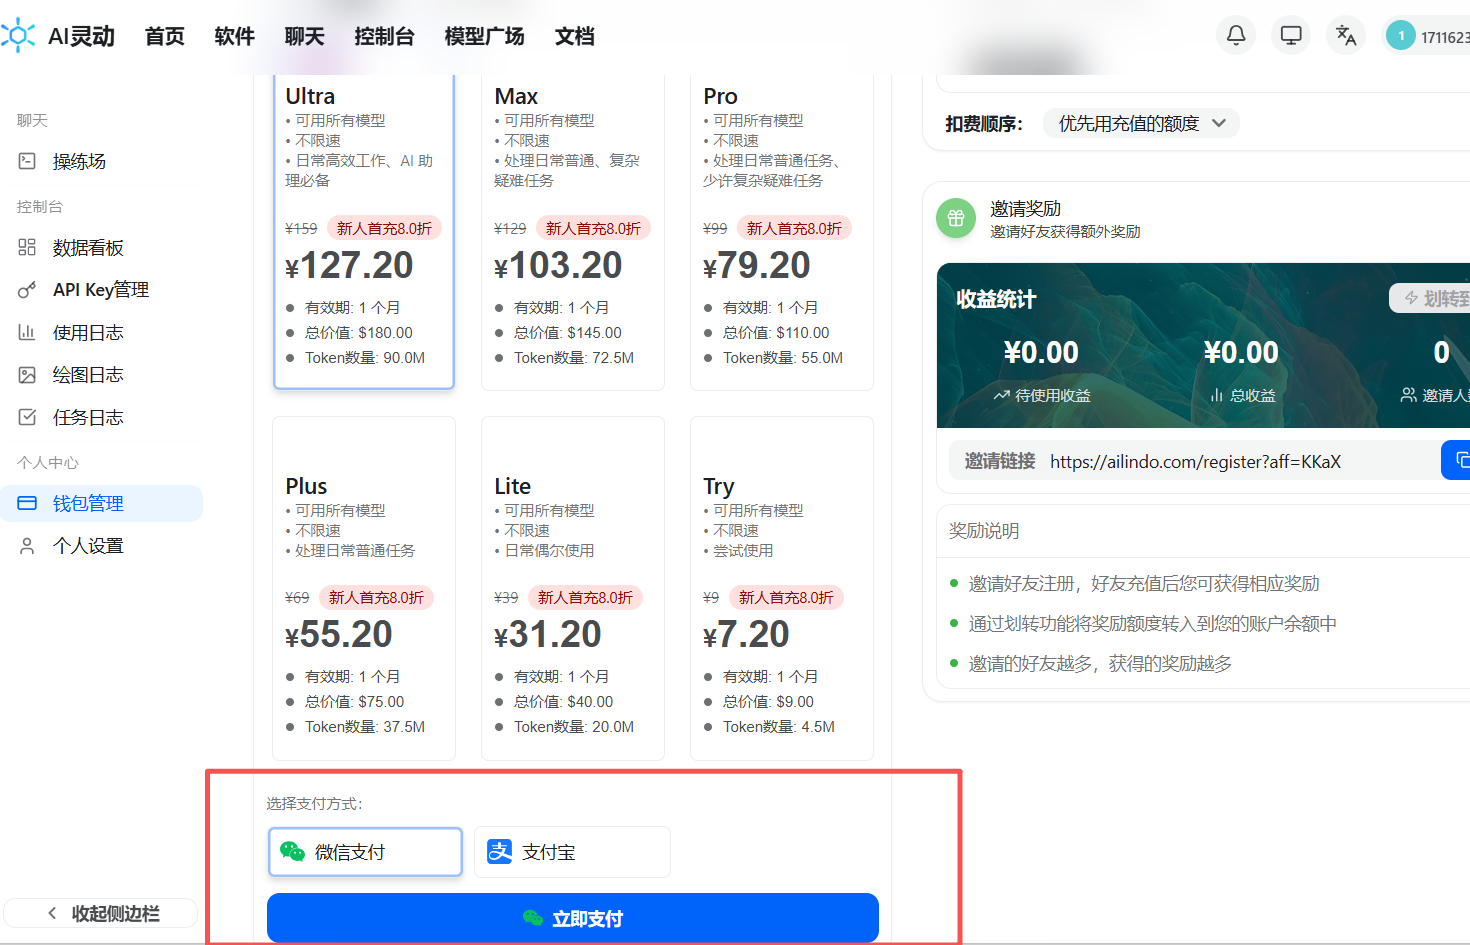 AI灵动 首页 软件 聊天 控制台 模型广场 文档 1 1711623
聊天
操练场
控制台
数据看板
API Key管理
使用日志
绘图日志
任务日志
个人中心
钱包管理
个人设置
收起侧边栏
Ultra
• 可用所有模型
• 不限速
• 日常高效工作、AI 助
理必备
¥159 新人首充8.0折
¥127.20
有效期: 1 个月
总价值: $180.00
Token数量: 90.0M
Max
• 可用所有模型
• 不限速
• 处理日常普通、复杂
疑难任务
¥129 新人首充8.0折
¥103.20
有效期: 1 个月
总价值: $145.00
Token数量: 72.5M
Pro
• 可用所有模型
• 不限速
• 处理日常普通任务、
少许复杂疑难任务
¥99 新人首充8.0折
¥79.20
有效期: 1 个月
总价值: $110.00
Token数量: 55.0M
Plus
• 可用所有模型
• 不限速
• 处理日常普通任务
¥69 新人首充8.0折
¥55.20
有效期: 1 个月
总价值: $75.00
Token数量: 37.5M
Lite
• 可用所有模型
• 不限速
• 日常偶尔使用
¥39 新人首充8.0折
¥31.20
有效期: 1 个月
总价值: $40.00
Token数量: 20.0M
Try
• 可用所有模型
• 不限速
• 尝试使用
¥9 新人首充8.0折
¥7.20
有效期: 1 个月
总价值: $9.00
Token数量: 4.5M
选择支付方式:
微信支付 支付宝
立即支付
扣费顺序: 优先用充值的额度
邀请奖励
邀请好友获得额外奖励
收益统计 划转到
¥0.00 ¥0.00 0
待使用收益 总收益 邀请人
邀请链接 https://ailindo.com/register?aff=KKaX
奖励说明
邀请好友注册，好友充值后您可获得相应奖励
通过划转功能将奖励额度转入到您的账户余额中
邀请的好友越多，获得的奖励越多